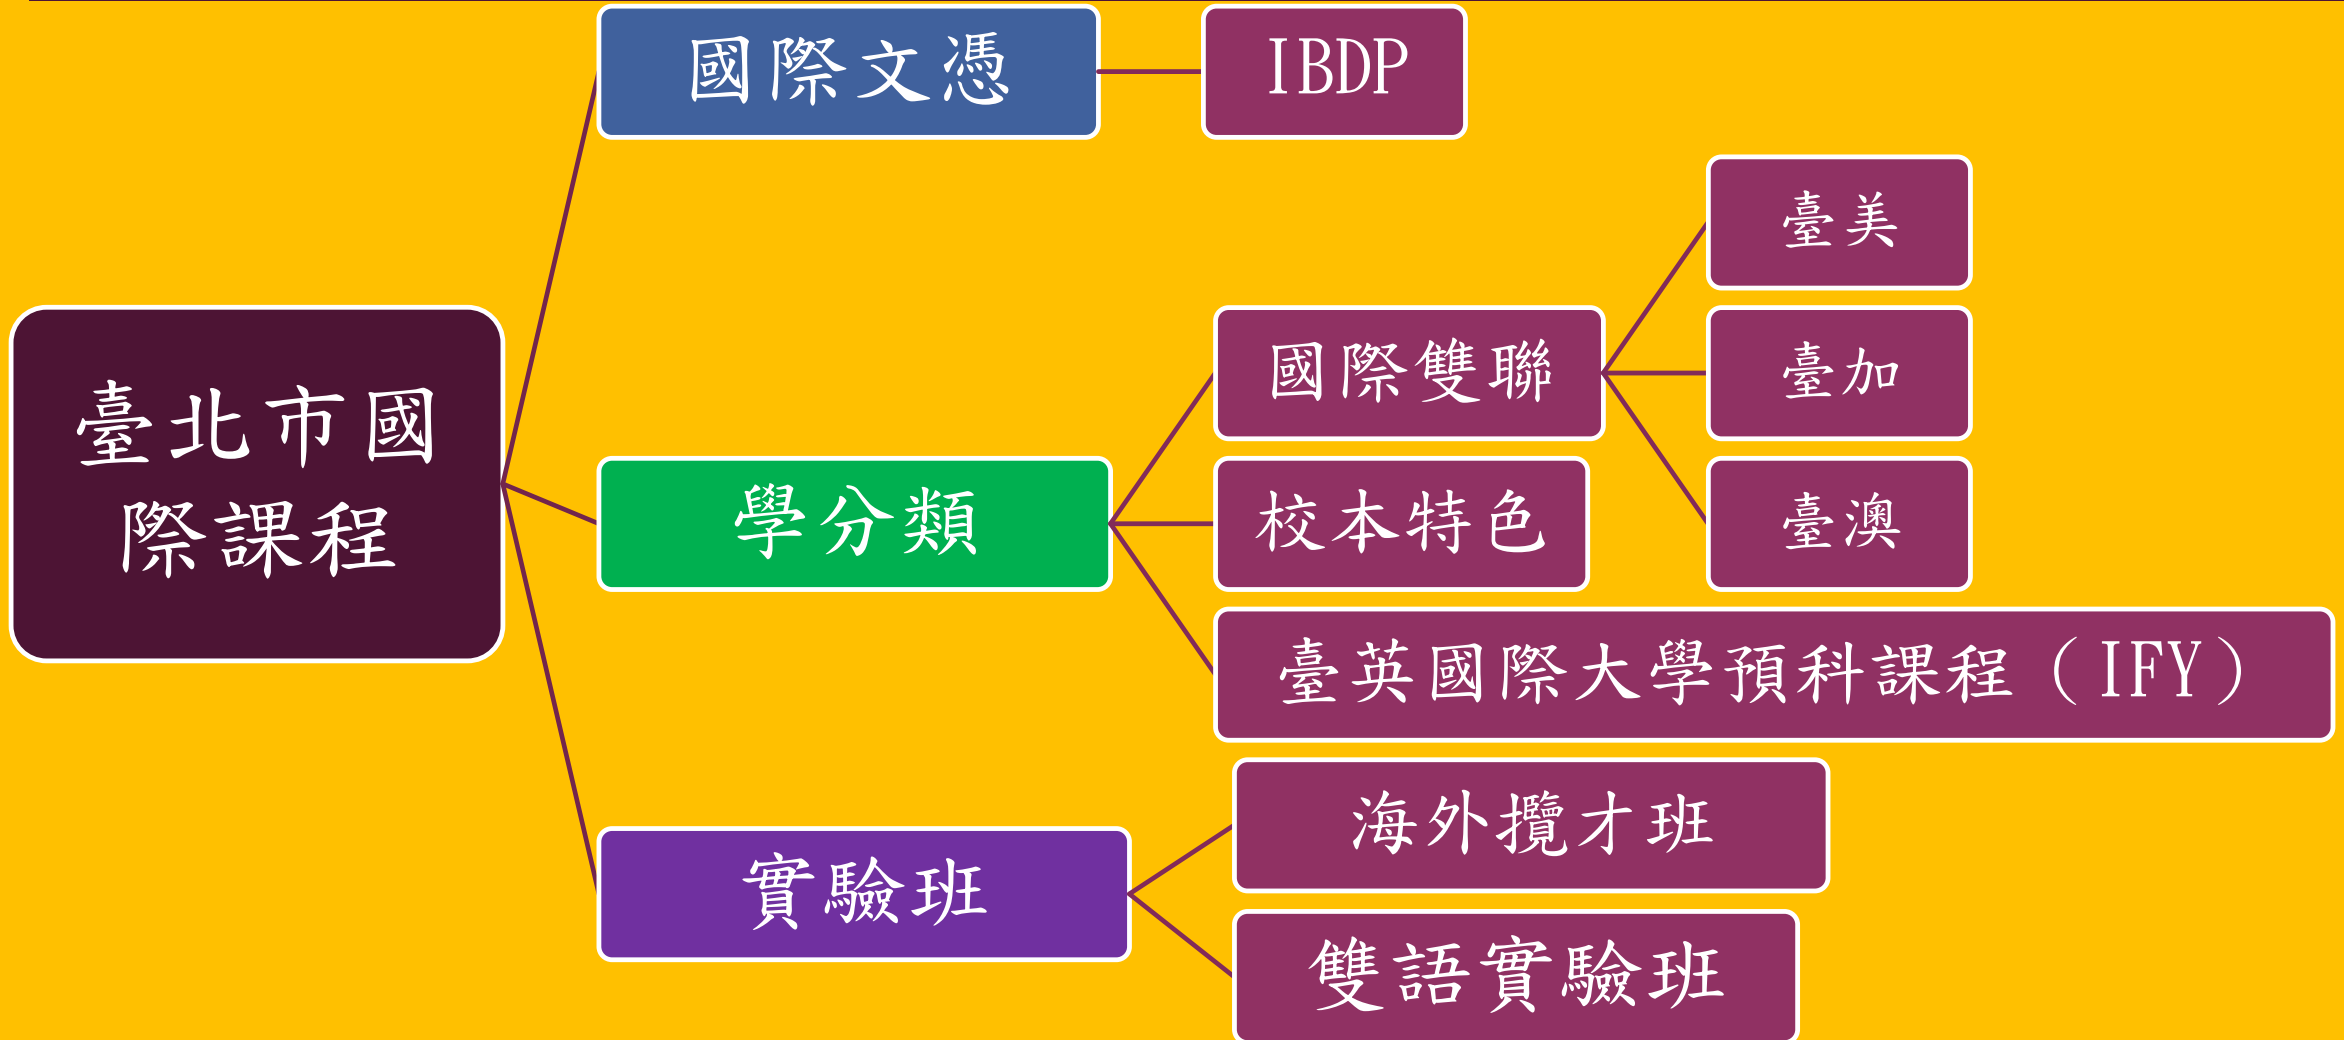 臺北市國
際課程
國際文憑
IBDP
學分類
國際雙聯
臺美
臺加
臺澳
校本特色
臺英國際大學預科課程（IFY）
實驗班
海外攬才班
雙語實驗班